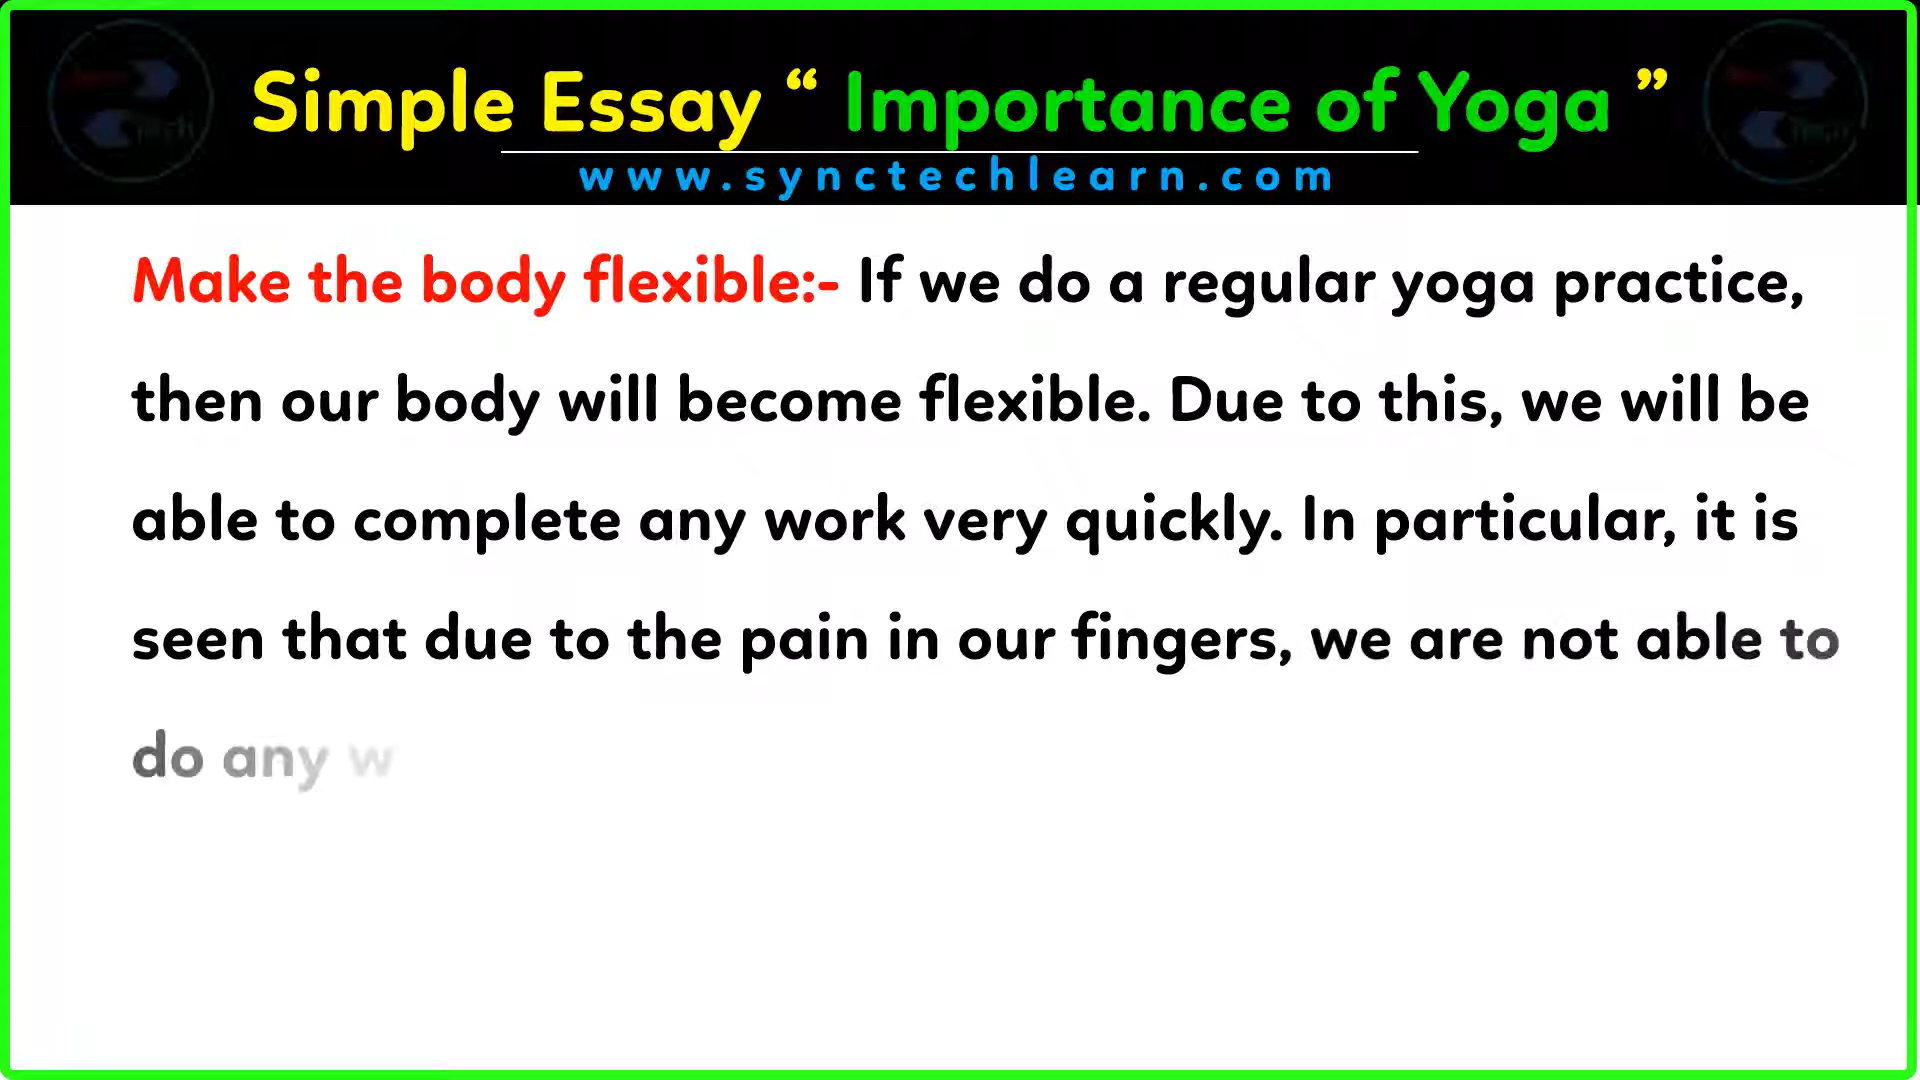 Simple Essay “ Importance of Yoga ”
www.synctechlearn.com
Make the body flexible:- If we do a regular yoga practice,
then our body will become flexible. Due to this, we will be
able to complete any work very quickly. In particular, it is
seen that due to the pain in our fingers, we are not able to
do any w